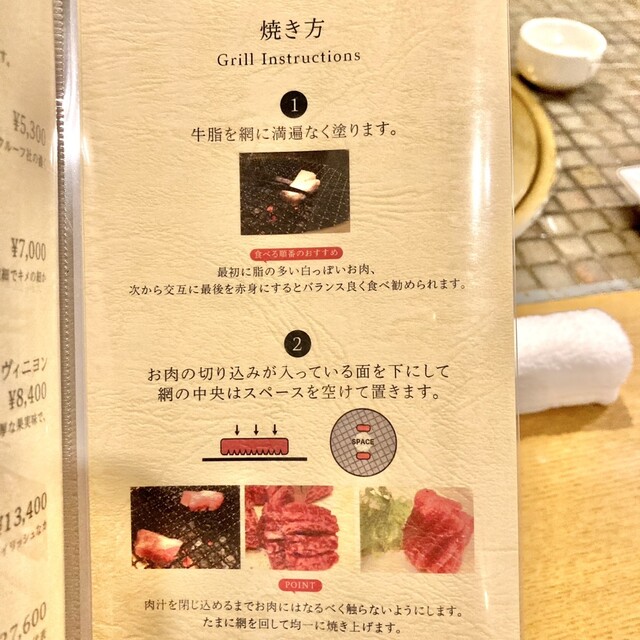 焼き方
Grill Instructions
1
牛脂を網に満遍なく塗ります。
食べる順番のおすすめ
最初に脂の多い白っぽいお肉、
次から交互に最後を赤身にするとバランス良く食べ勧められます。
2
お肉の切り込みが入っている面を下にして
網の中央はスペースを空けて置きます。
SPACE
POINT
肉汁を閉じ込めるまでお肉にはなるべく触らないようにします。
たまに網を回して均一に焼き上げます。
す。
¥5,300
¥7,000
ヴィニヨン
¥8,400
な果実味で、
¥13,400
27,600